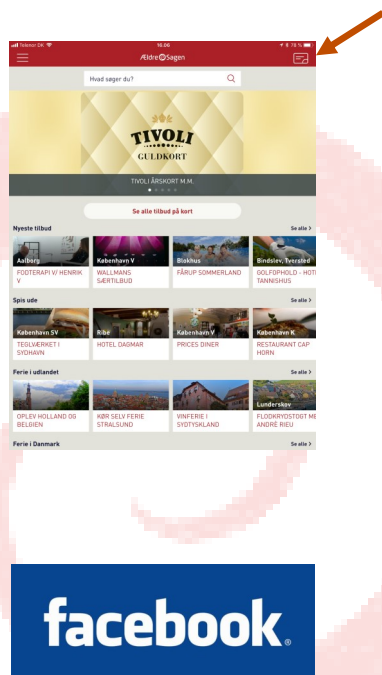 Telenor DK 16.06 78 %
ÆldreSagen
Hvad søger du?
TIVOLI
GULDKORT
TIVOLI ÅRSKORT M.M.
Se alle tilbud på kort
Nyeste tilbud Se alle >
Aalborg København V Blokhus Bindslev, Tversted
FODTERAPI V/ HENRIK V WALLMANS SÆRTILBUD FÅRUP SOMMERLAND GOLFOPHOLD - HOTE TANNISHUS
Spis ude Se alle >
København SV Ribe København V København K
TEGLVÆRKET I SYDHAVN HOTEL DAGMAR PRICES DINER RESTAURANT CAP HORN
Ferie i udlandet Se alle >
Lunderskov
OPLEV HOLLAND OG BELGIEN KØR SELV FERIE STRALSUND VINFERIE I SYDTYSKLAND FLODKRYDSTOGT ME ANDRÉ RIEU
Ferie i Danmark Se alle >
facebook®